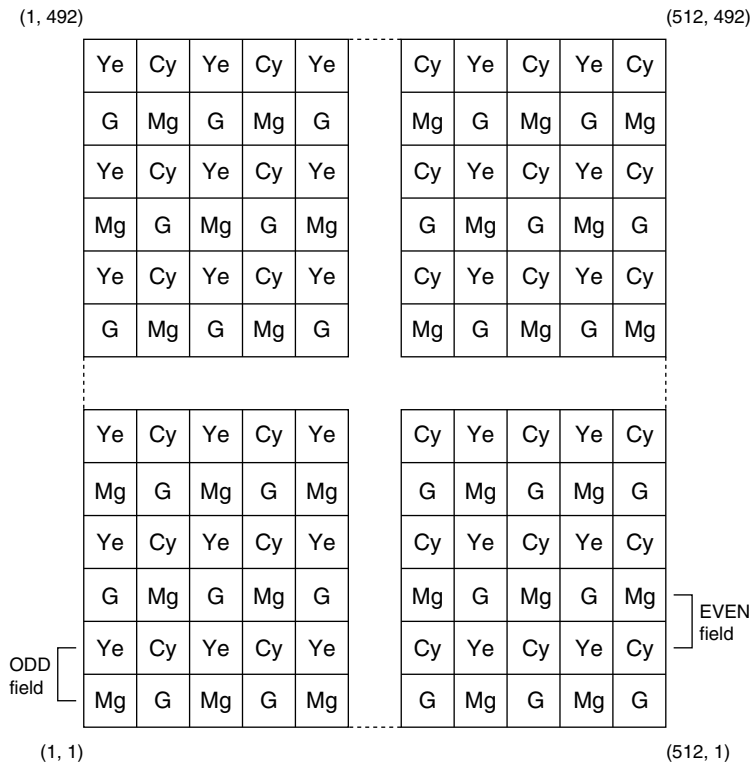 (1, 492) (512, 492)
Ye Cy Ye Cy Ye Cy Ye Cy Ye Cy
G Mg G Mg G Mg G Mg G Mg
Ye Cy Ye Cy Ye Cy Ye Cy Ye Cy
Mg G Mg G Mg G Mg G Mg G
Ye Cy Ye Cy Ye Cy Ye Cy Ye Cy
G Mg G Mg G Mg G Mg G Mg
Ye Cy Ye Cy Ye Cy Ye Cy Ye Cy
Mg G Mg G Mg G Mg G Mg G
Ye Cy Ye Cy Ye Cy Ye Cy Ye Cy
G Mg G Mg G Mg G Mg G Mg
EVEN
field
Ye Cy Ye Cy Ye Cy Ye Cy Ye Cy
ODD
field
Mg G Mg G Mg G Mg G Mg G
(1, 1) (512, 1)